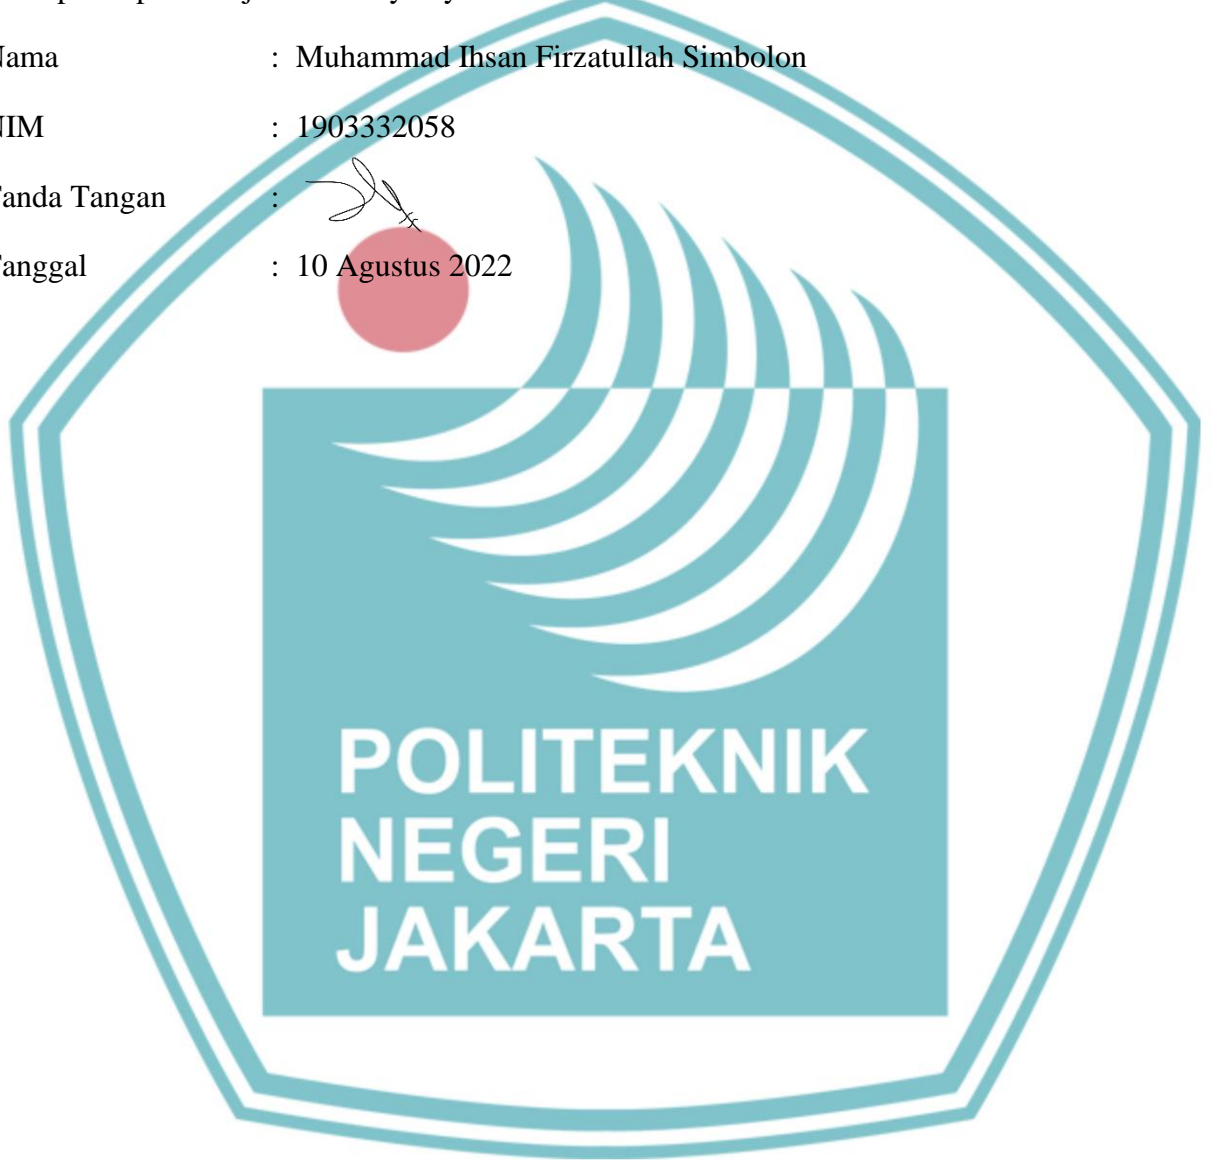 Nama : Muhammad Ihsan Firzatullah Simbolon
NIM : 1903332058
Tanda Tangan :
Tanggal : 10 Agustus 2022
POLITEKNIK
NEGERI
JAKARTA